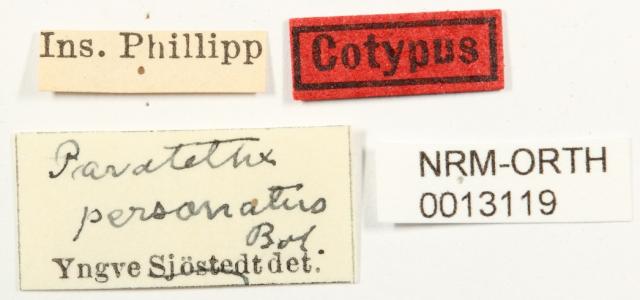 Ins. Phillipp
Cotypus
Paratettix
personatus
Bol.
Yngve Sjöstedt det.
NRM-ORTH
0013119